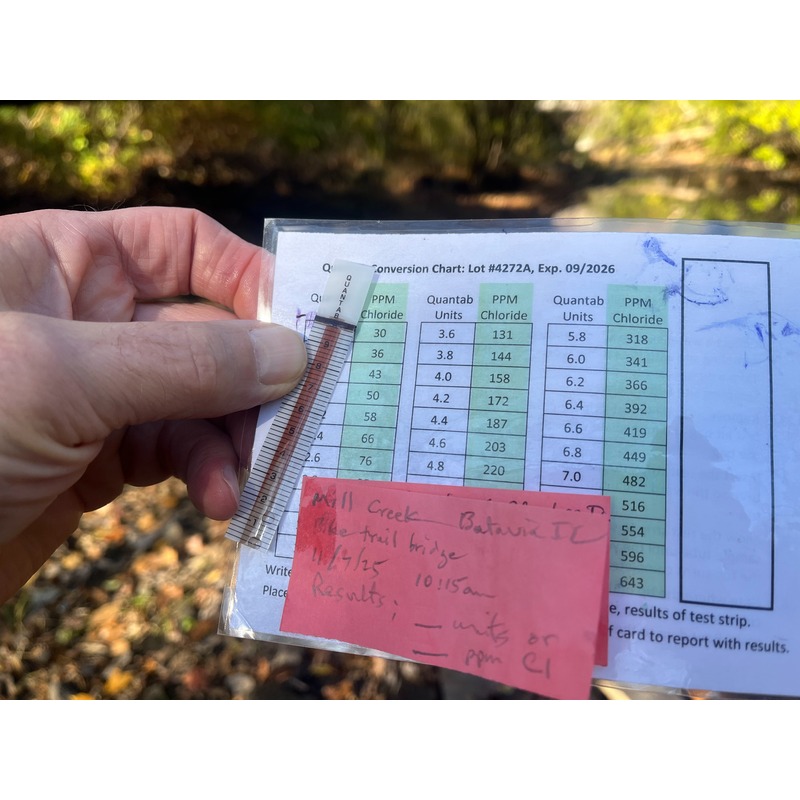 Conversion Chart: Lot #4272A, Exp. 09/2026
QUANTAB
PPM Quantab PPM Quantab PPM
Chloride Units Chloride Units Chloride
30 3.6 131 5.8 318
36 3.8 144 6.0 341
43 4.0 158 6.2 366
50 4.2 172 6.4 392
58 4.4 187 6.6 419
66 4.6 203 6.8 449
2.6 76 4.8 220 7.0 482
516
554
596
643
Mill Creek Batavia IL
Bike trail bridge
10:15am
Results:
— units or
— ppm Cl
Write
e, results of test strip.
Place
f card to report with results.